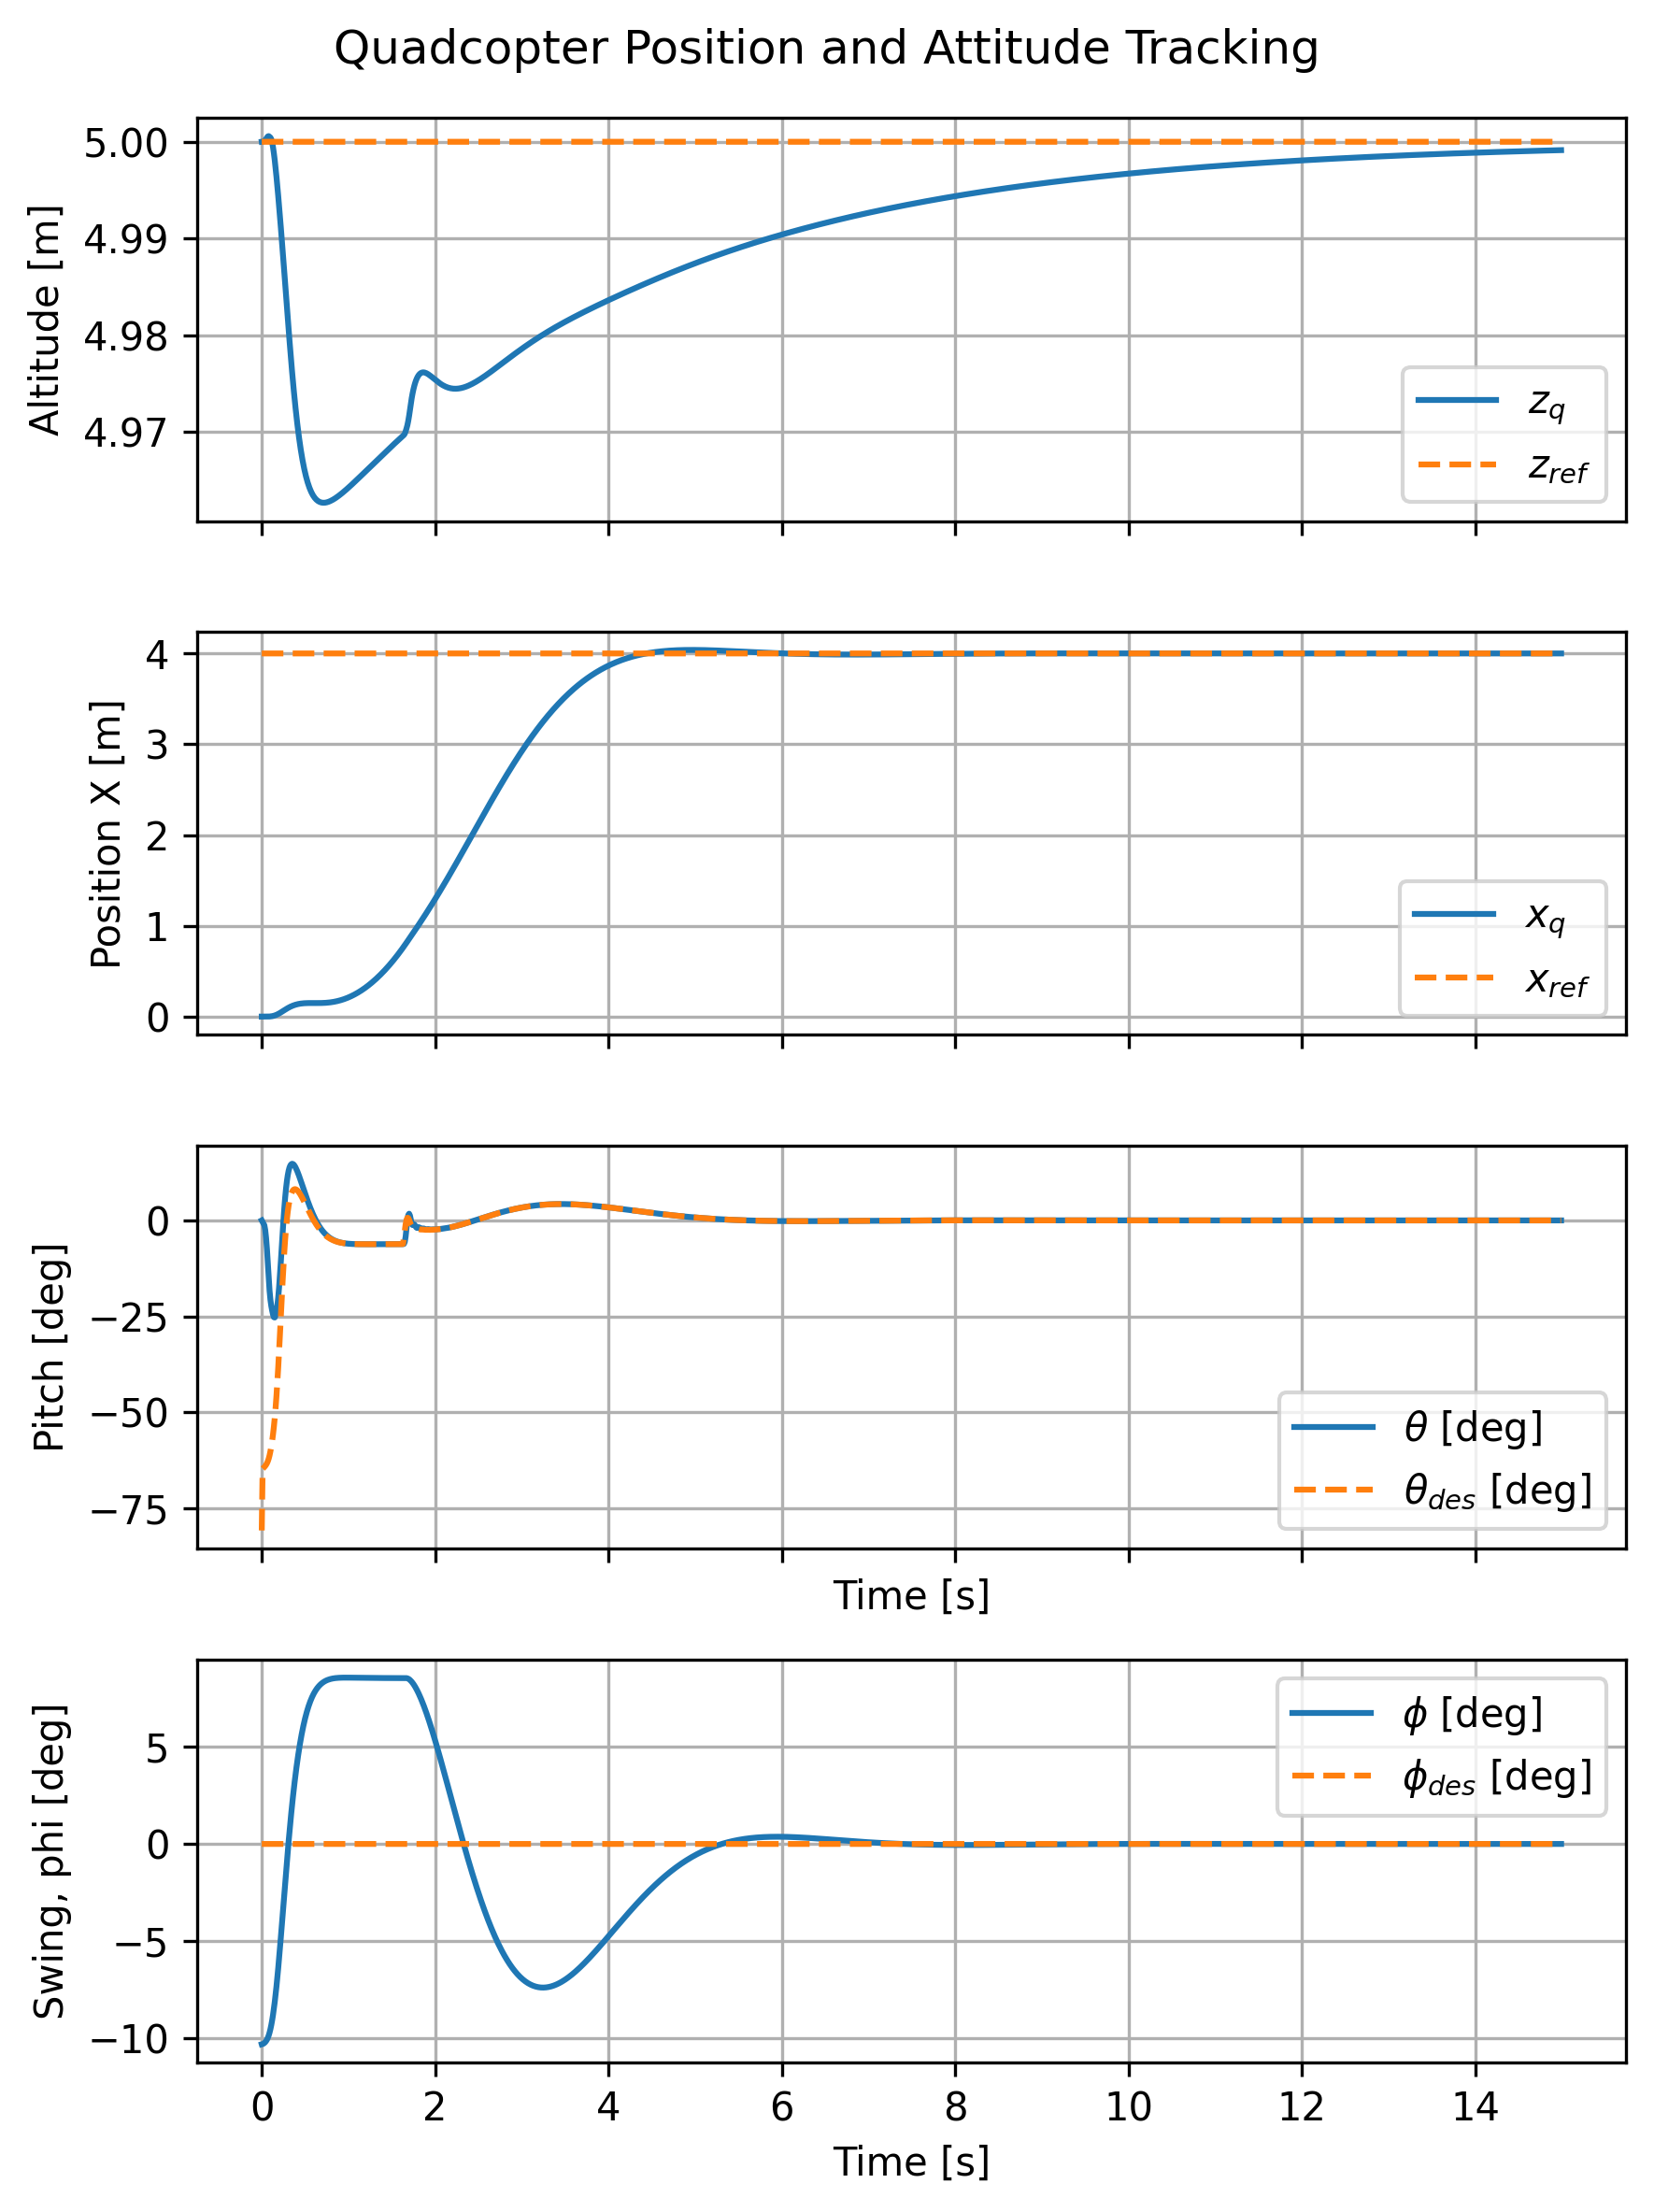 Quadcopter Position and Attitude Tracking
5.00
4.99
4.98
4.97
Altitude [m]
z_q
z_ref
4
3
2
1
0
Position X [m]
x_q
x_ref
0
−25
−50
−75
Pitch [deg]
θ [deg]
θ_des [deg]
Time [s]
5
0
−5
−10
Swing, phi [deg]
ϕ [deg]
ϕ_des [deg]
0 2 4 6 8 10 12 14
Time [s]